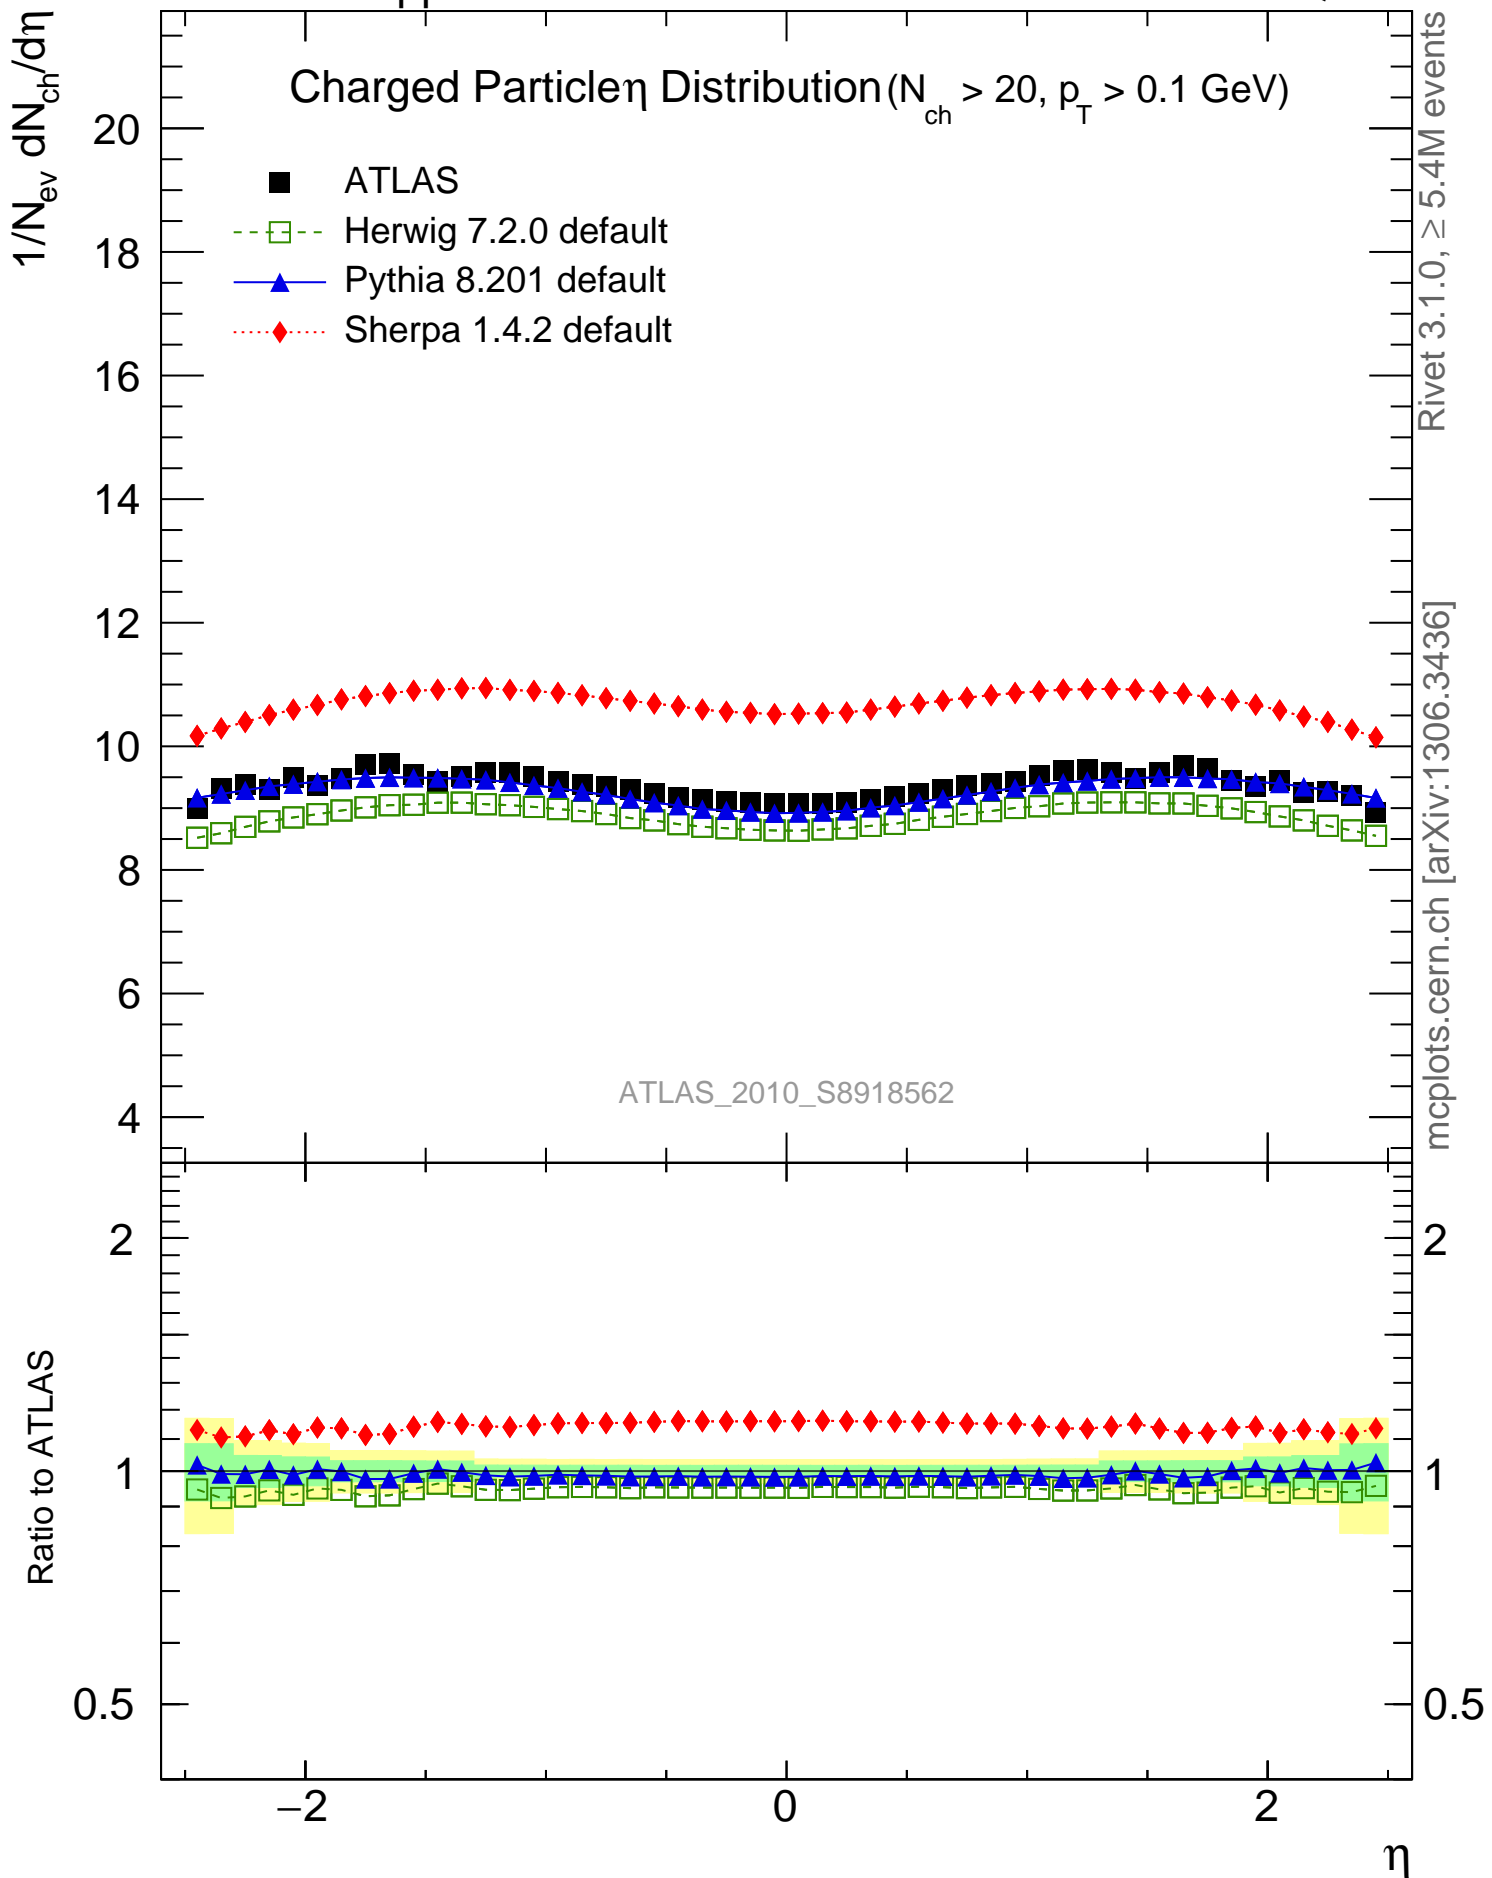 1/N_ev dN_ch/dη
Charged Particle η Distribution (N_ch > 20, p_T > 0.1 GeV)
ATLAS
Herwig 7.2.0 default
Pythia 8.201 default
Sherpa 1.4.2 default
20
18
16
14
12
10
8
6
4
ATLAS_2010_S8918562
Rivet 3.1.0, ≥ 5.4M events
mcplots.cern.ch [arXiv:1306.3436]
Ratio to ATLAS
2
1
0.5
2
1
0.5
−2
0
2
η